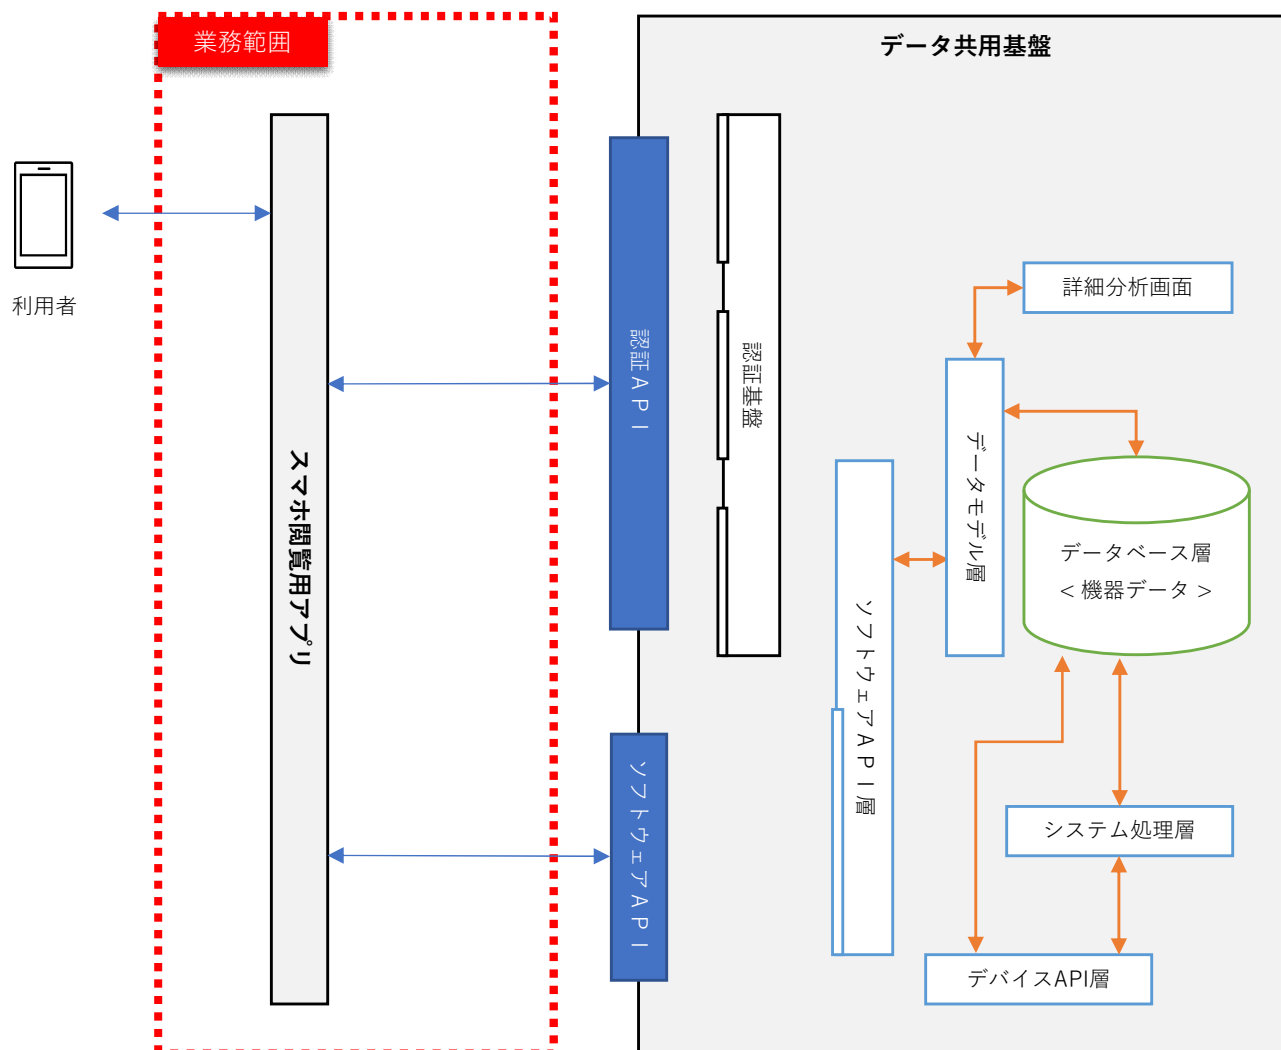 業務範囲
データ共用基盤
利用者
スマホ閲覧用アプリ
認証ＡＰＩ
認証基盤
ソフトウェアＡＰＩ
ソフトウェアＡＰＩ層
データモデル層
詳細分析画面
データベース層
＜機器データ＞
システム処理層
デバイスAPI層